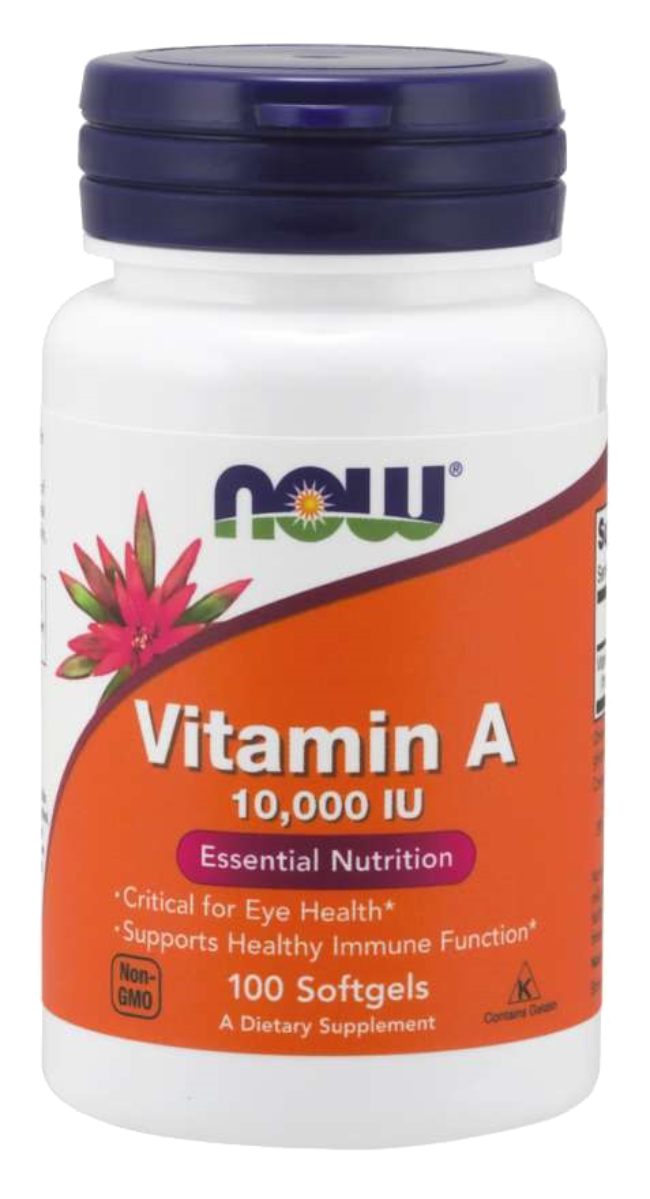 now®
Vitamin A
10,000 IU
Essential Nutrition
·Critical for Eye Health*
·Supports Healthy Immune Function*
Non-
GMO
100 Softgels
A Dietary Supplement
K
Contains Gelatin